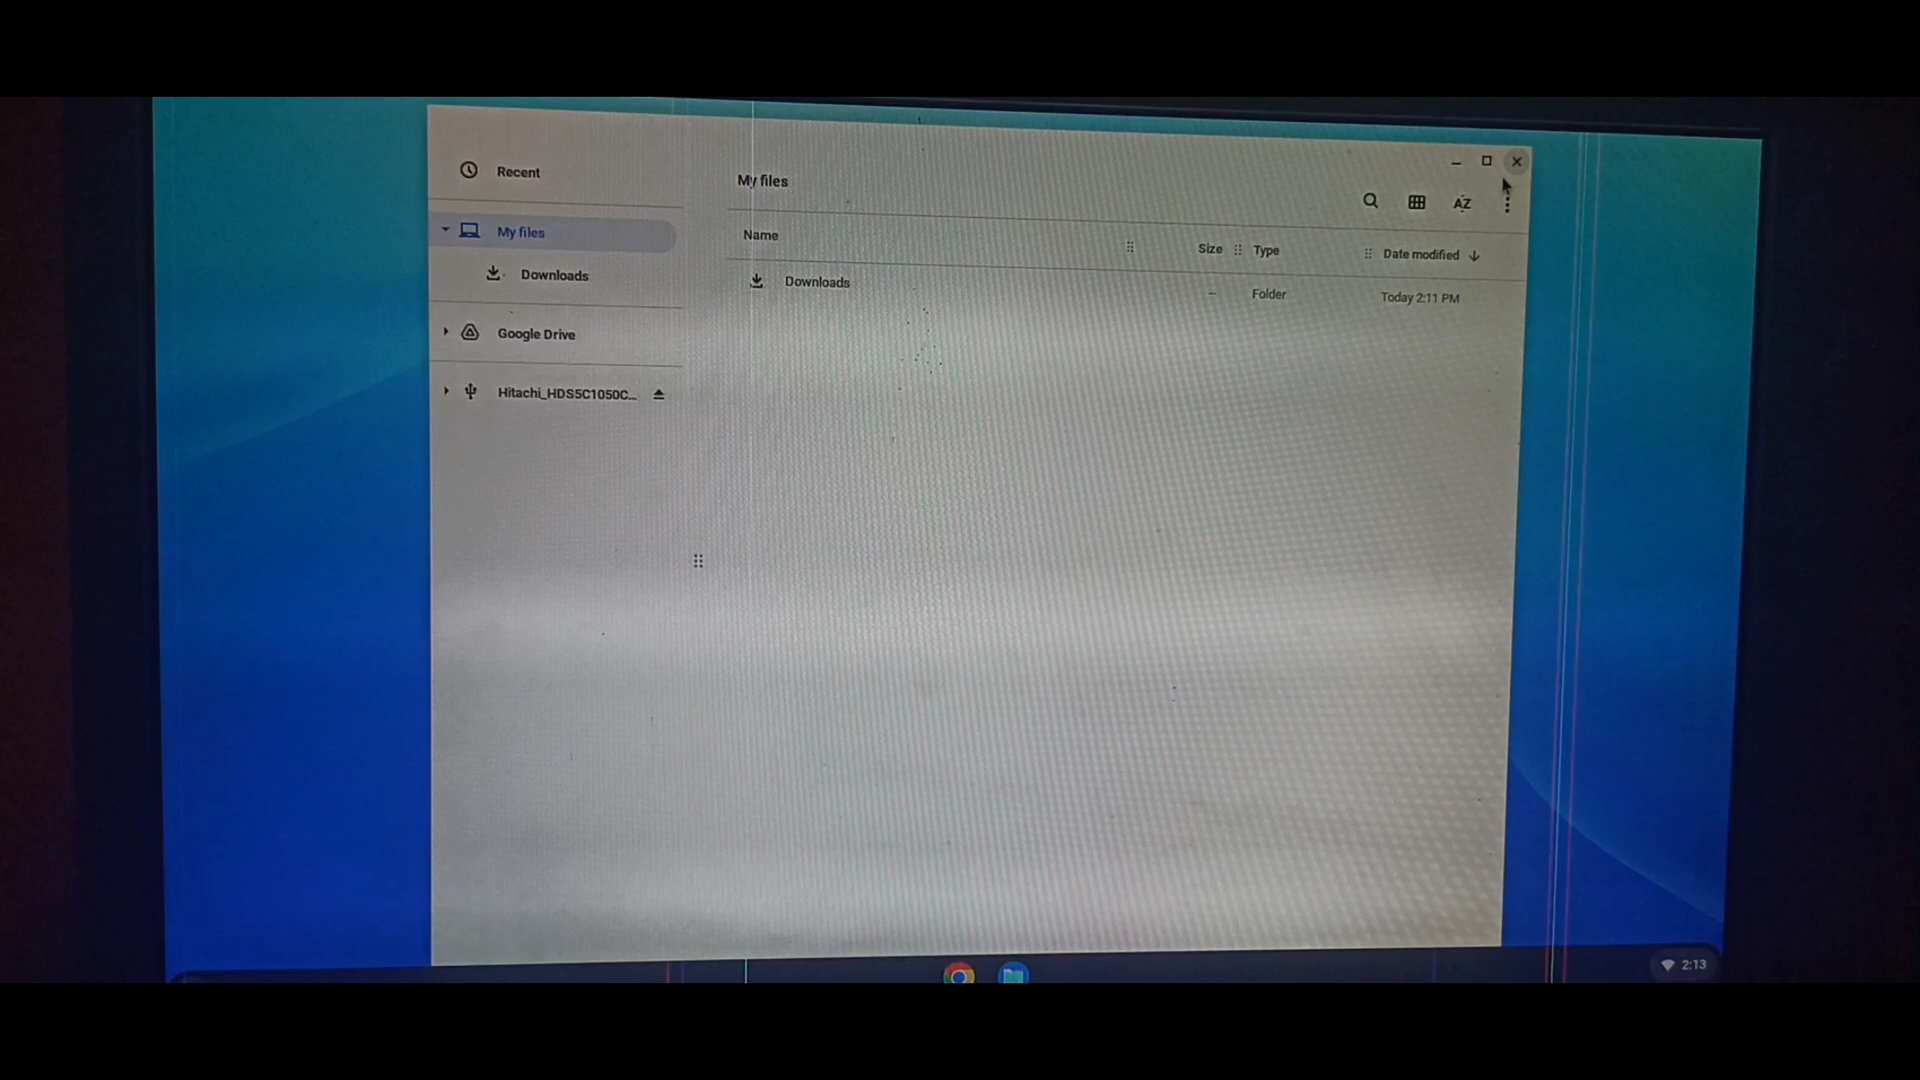 Recent
My files
My files
Downloads
Google Drive
Hitachi_HDS5C1050C...
Name
Size
Type
Date modified
Downloads
–
Folder
Today 2:11 PM
AZ
2:13